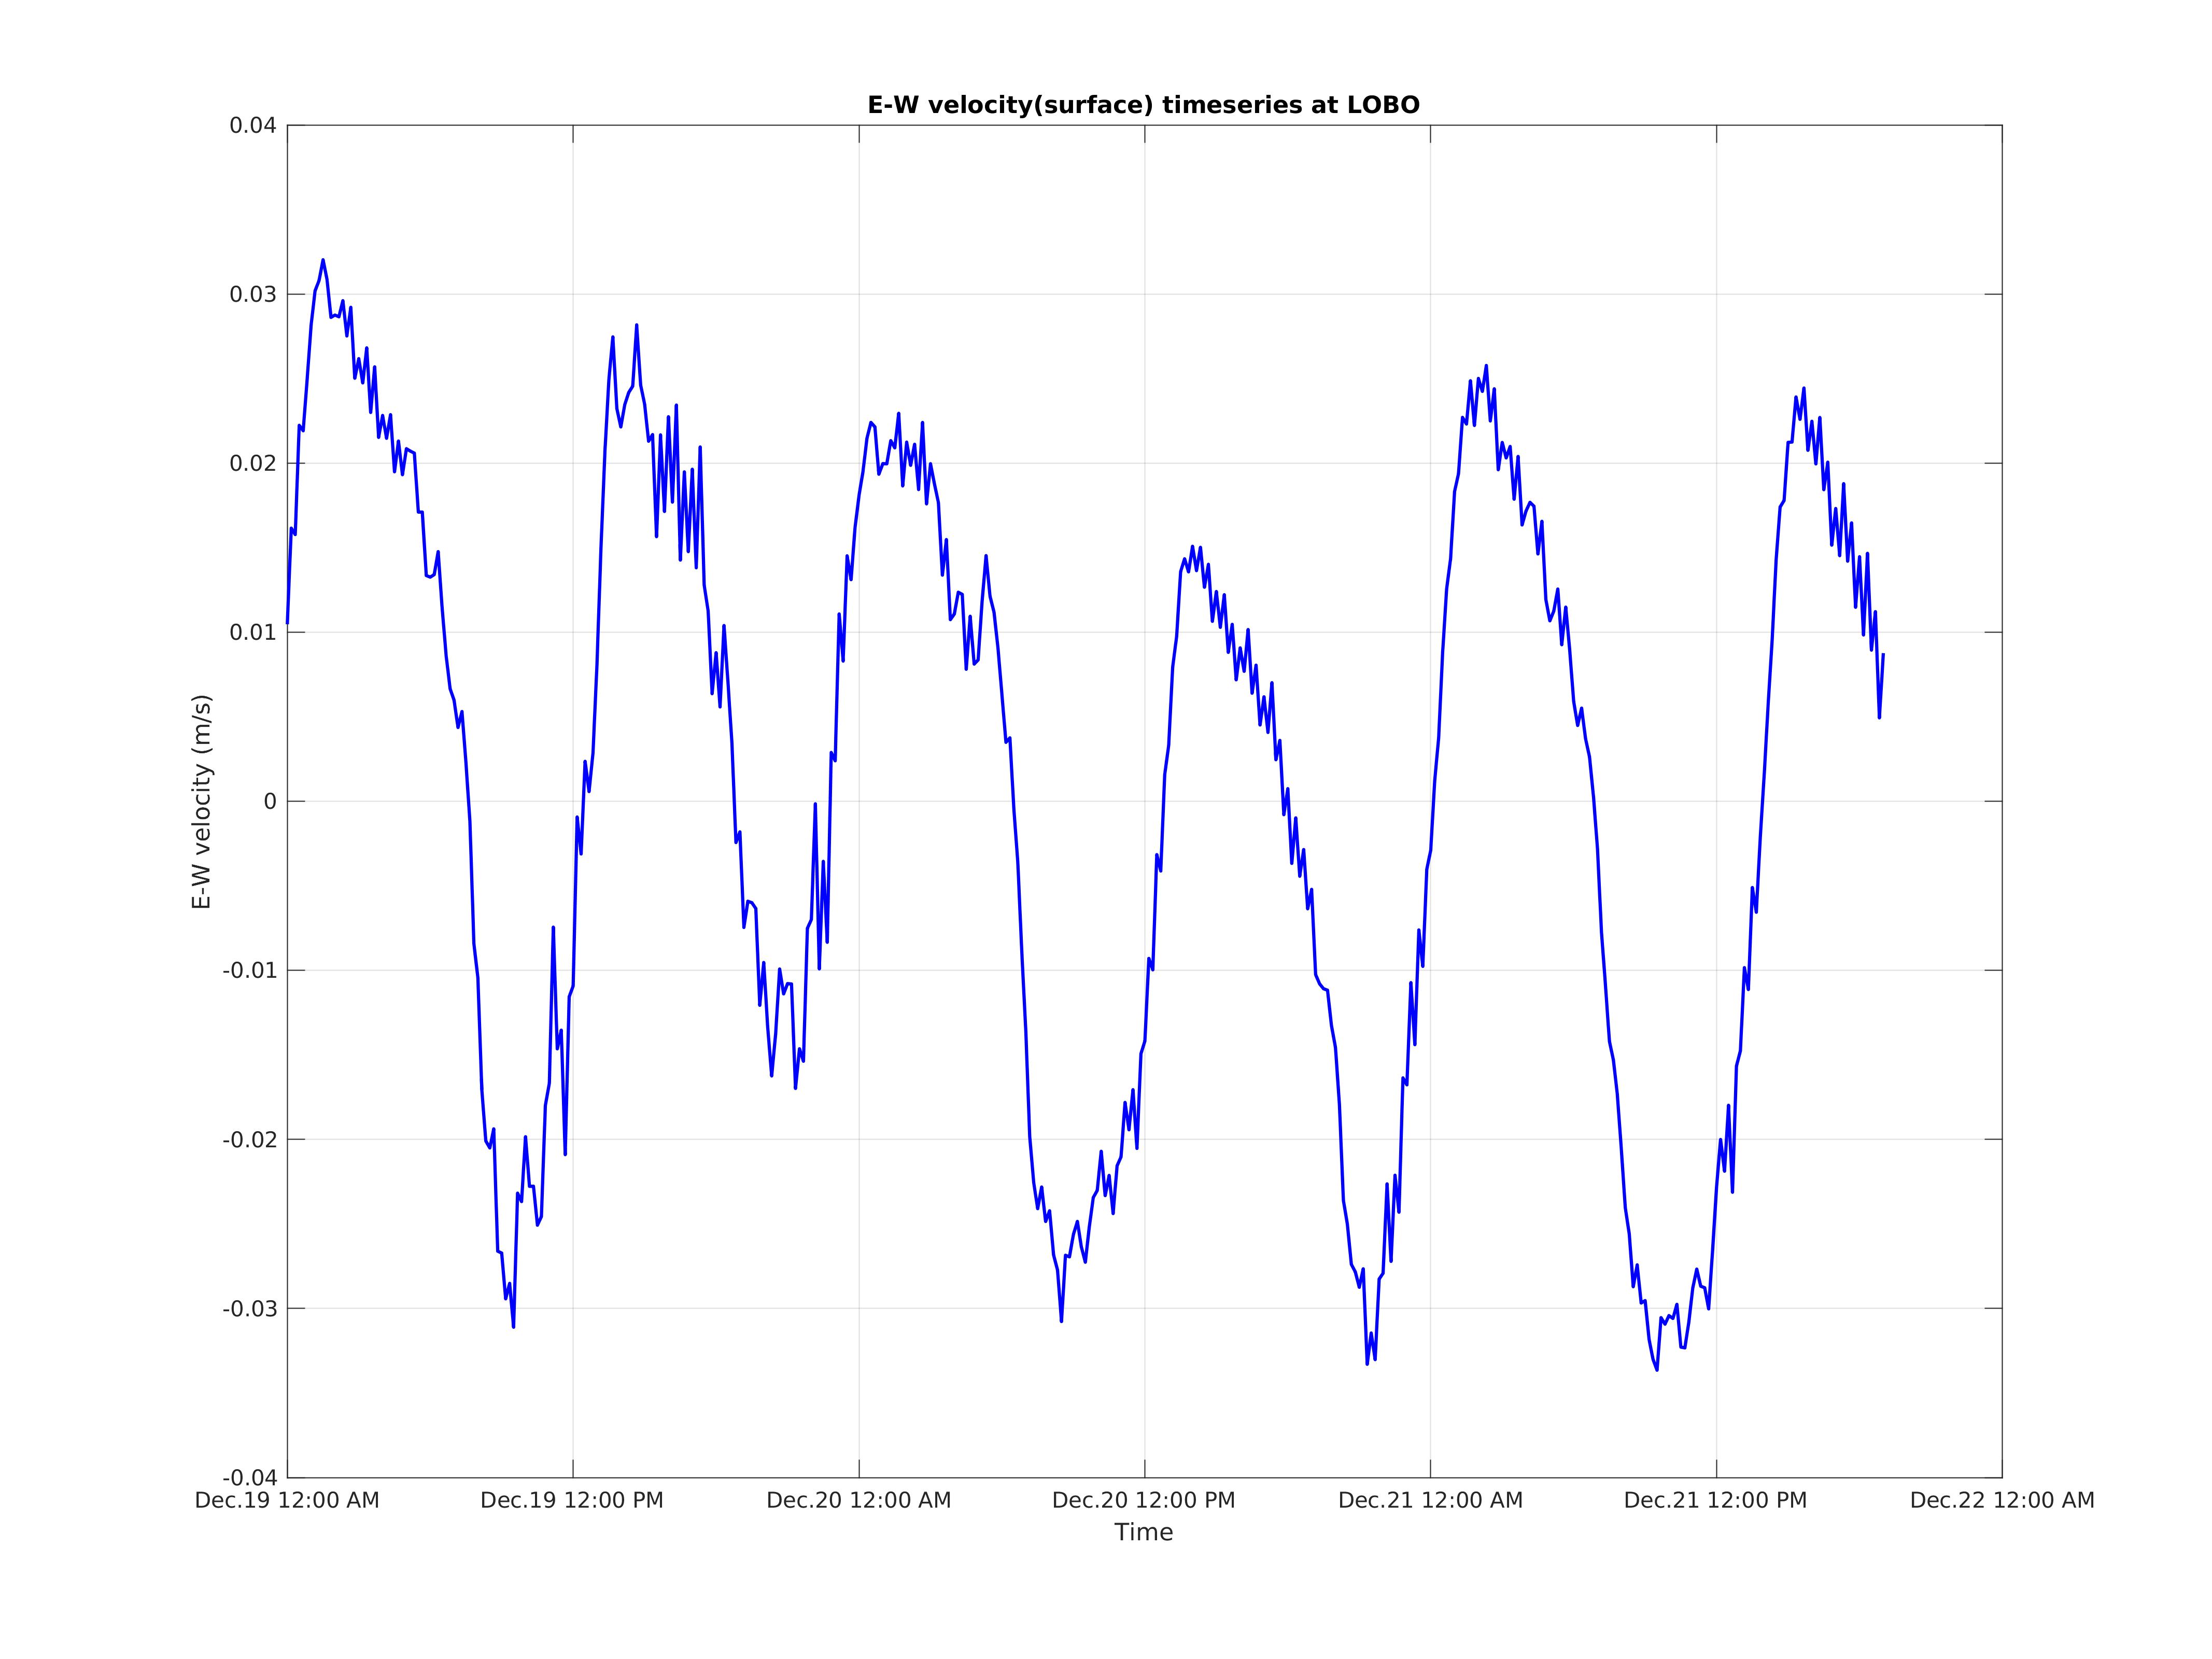 E-W velocity(surface) timeseries at LOBO
0.04
0.03
0.02
0.01
0
-0.01
-0.02
-0.03
-0.04
E-W velocity (m/s)
Dec.19 12:00 AM
Dec.19 12:00 PM
Dec.20 12:00 AM
Dec.20 12:00 PM
Dec.21 12:00 AM
Dec.21 12:00 PM
Dec.22 12:00 AM
Time